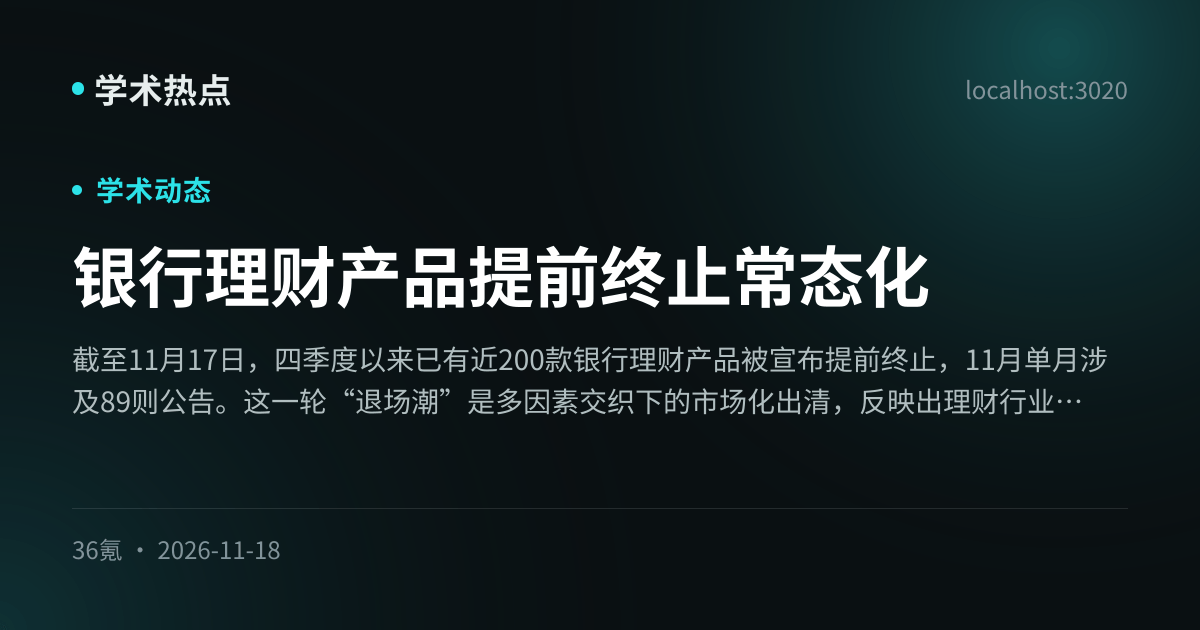 学术热点
localhost:3020
学术动态
银行理财产品提前终止常态化
截至11月17日，四季度以来已有近200款银行理财产品被宣布提前终止，11月单月涉
及89则公告。这一轮“退场潮”是多因素交织下的市场化出清，反映出理财行业…
36氪 · 2026-11-18